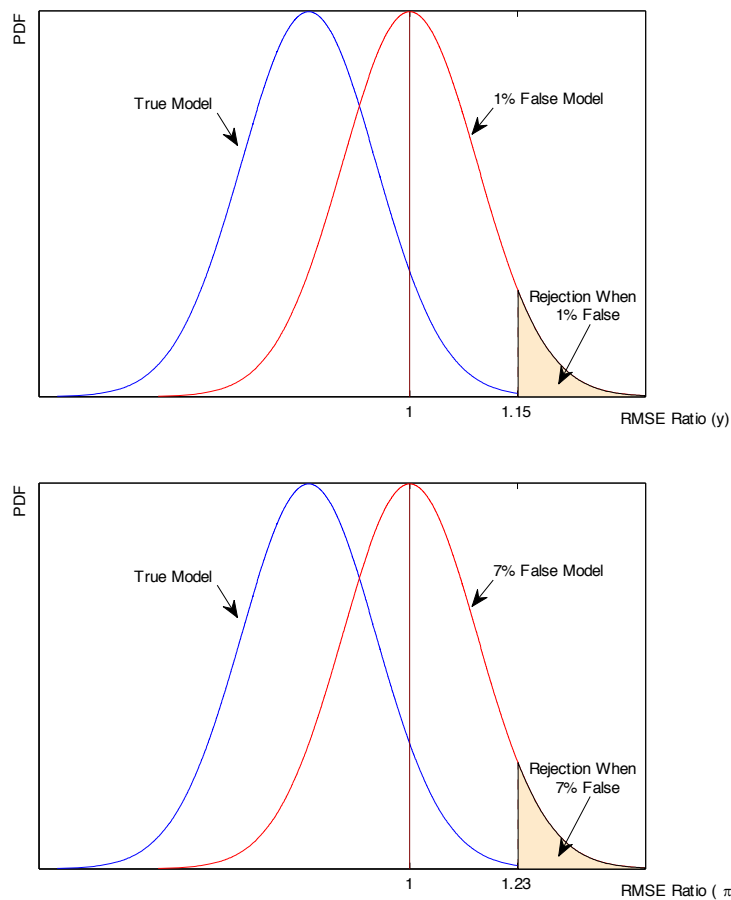 PDF
True Model
1% False Model
Rejection When
1% False
1
1.15
RMSE Ratio (y)
PDF
True Model
7% False Model
Rejection When
7% False
1
1.23
RMSE Ratio ( π